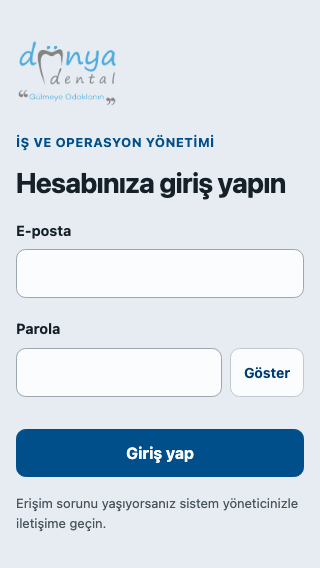 dünya
dental
“Gülmeye Odaklanın”
İŞ VE OPERASYON YÖNETİMİ
Hesabınıza giriş yapın
E-posta
Parola
Göster
Giriş yap
Erişim sorunu yaşıyorsanız sistem yöneticinizle
iletişime geçin.